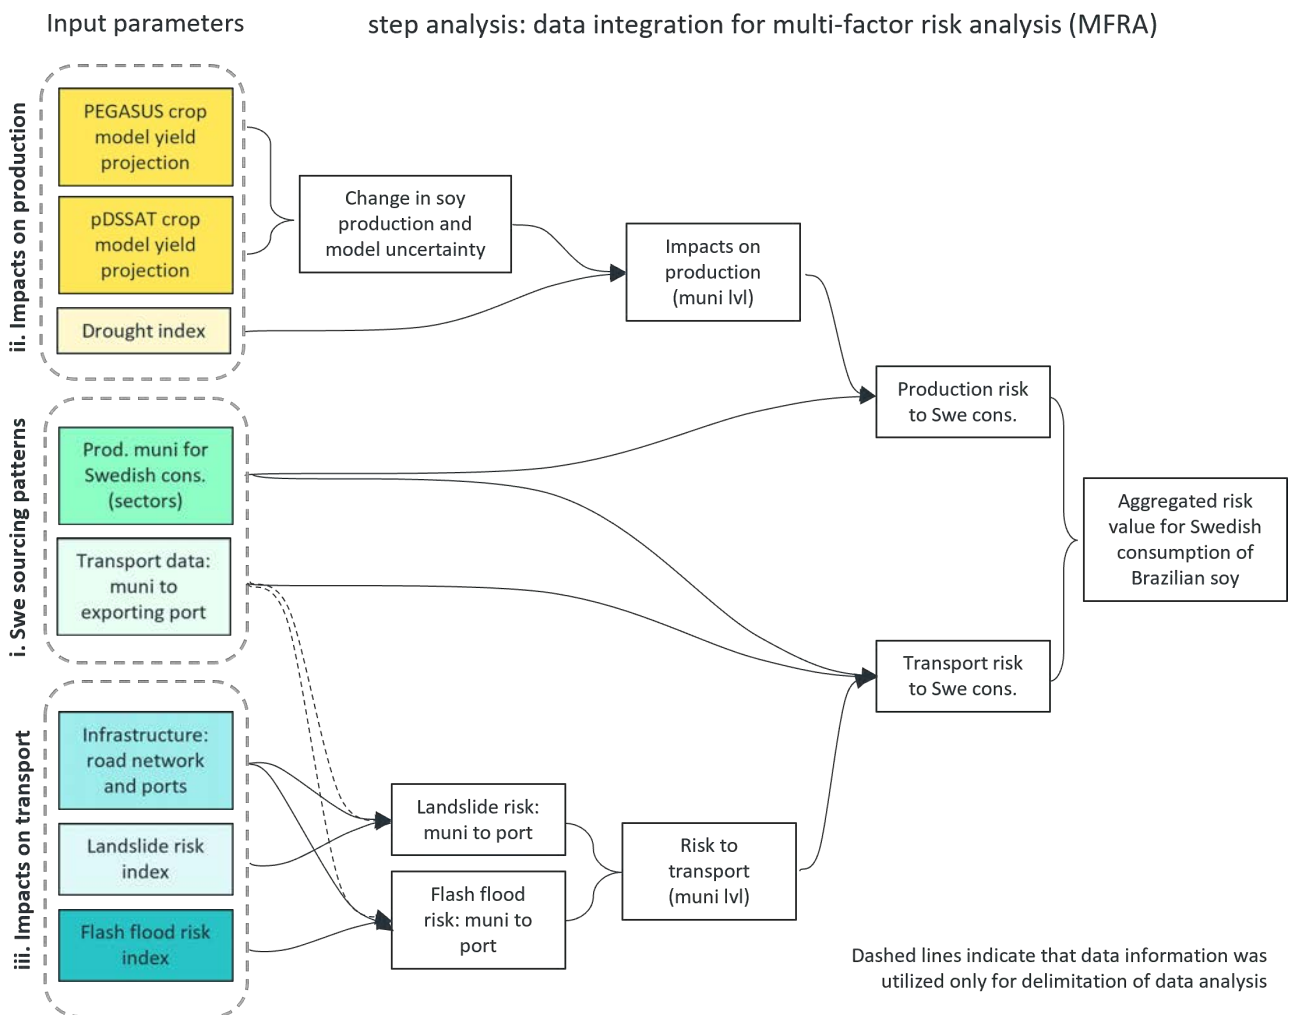 Input parameters
step analysis: data integration for multi-factor risk analysis (MFRA)
ii. Impacts on production
PEGASUS crop
model yield
projection
pDSSAT crop
model yield
projection
Drought index
Change in soy
production and
model uncertainty
Impacts on
production
(muni lvl)
i. Swe sourcing patterns
Prod. muni for
Swedish cons.
(sectors)
Transport data:
muni to
exporting port
Production risk
to Swe cons.
Aggregated risk
value for Swedish
consumption of
Brazilian soy
Transport risk
to Swe cons.
iii. Impacts on transport
Infrastructure:
road network
and ports
Landslide risk
index
Flash flood risk
index
Landslide risk:
muni to port
Flash flood
risk: muni to
port
Risk to
transport
(muni lvl)
Dashed lines indicate that data information was
utilized only for delimitation of data analysis